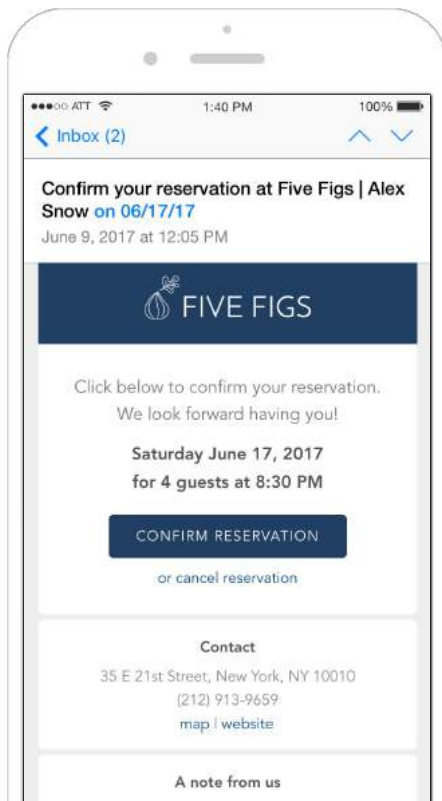 ATT 1:40 PM 100%
Inbox (2)
Confirm your reservation at Five Figs | Alex
Snow on 06/17/17
June 9, 2017 at 12:05 PM
FIVE FIGS
Click below to confirm your reservation.
We look forward having you!
Saturday June 17, 2017
for 4 guests at 8:30 PM
CONFIRM RESERVATION
or cancel reservation
Contact
35 E 21st Street, New York, NY 10010
(212) 913-9659
map | website
A note from us